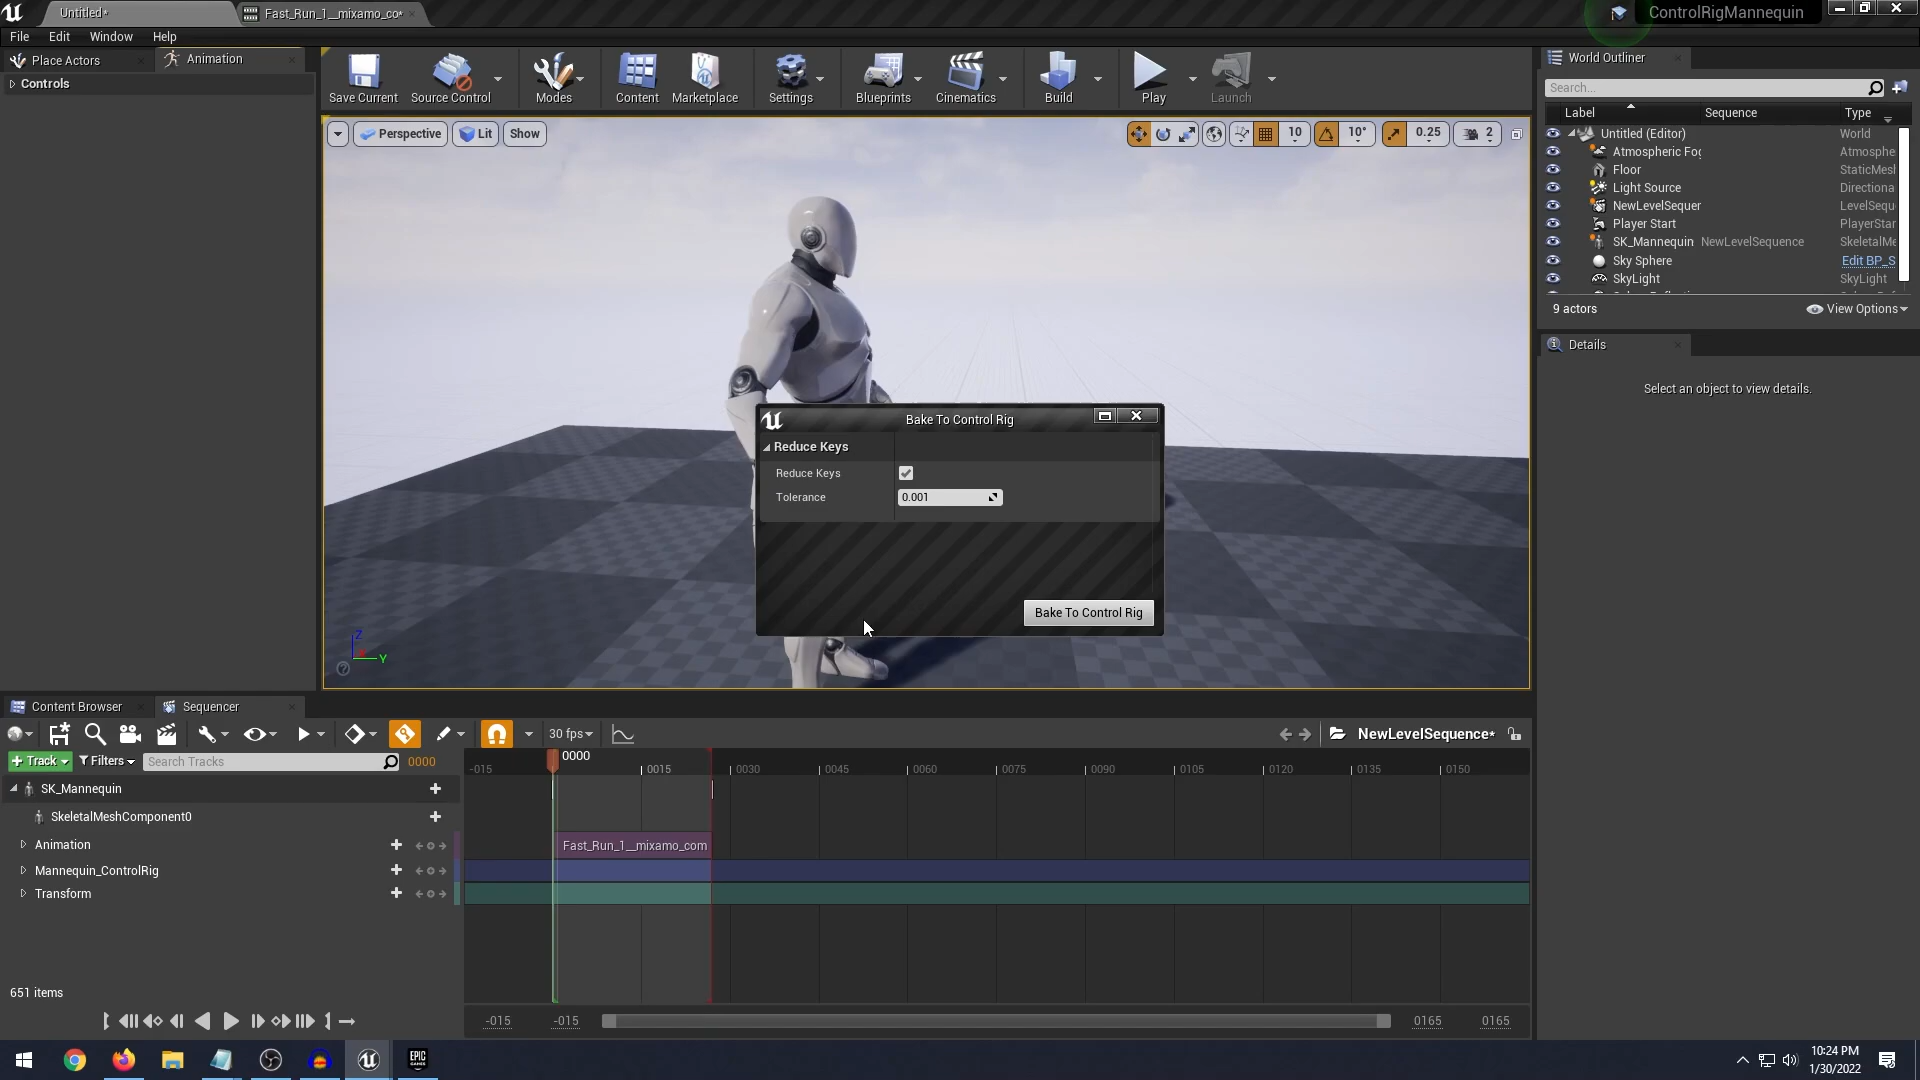 Untitled*
Fast_Run_1__mixamo_co*
ControlRigMannequin
File
Edit
Window
Help
Place Actors
Animation
Controls
Save Current
Source Control
Modes
Content
Marketplace
Settings
Blueprints
Cinematics
Build
Play
Launch
Perspective
Lit
Show
10
10°
0.25
2
World Outliner
Search...
Label
Sequence
Type
Untitled (Editor)
World
Atmospheric Fog
Atmosphe
Floor
StaticMesl
Light Source
Directiona
NewLevelSequer
LevelSequ
Player Start
PlayerStar
SK_Mannequin
NewLevelSequence
SkeletalMe
Sky Sphere
Edit BP_S
SkyLight
SkyLight
9 actors
View Options
Details
Select an object to view details.
Bake To Control Rig
Reduce Keys
Reduce Keys
Tolerance
0.001
Bake To Control Rig
Z
Y
Content Browser
Sequencer
30 fps
NewLevelSequence*
Track
Filters
Search Tracks
0000
-015
0000
0015
0030
0045
0060
0075
0090
0105
0120
0135
0150
SK_Mannequin
SkeletalMeshComponent0
Animation
Fast_Run_1__mixamo_com
Mannequin_ControlRig
Transform
651 items
-015
-015
0165
0165
EPIC
GAMES
10:24 PM
1/30/2022